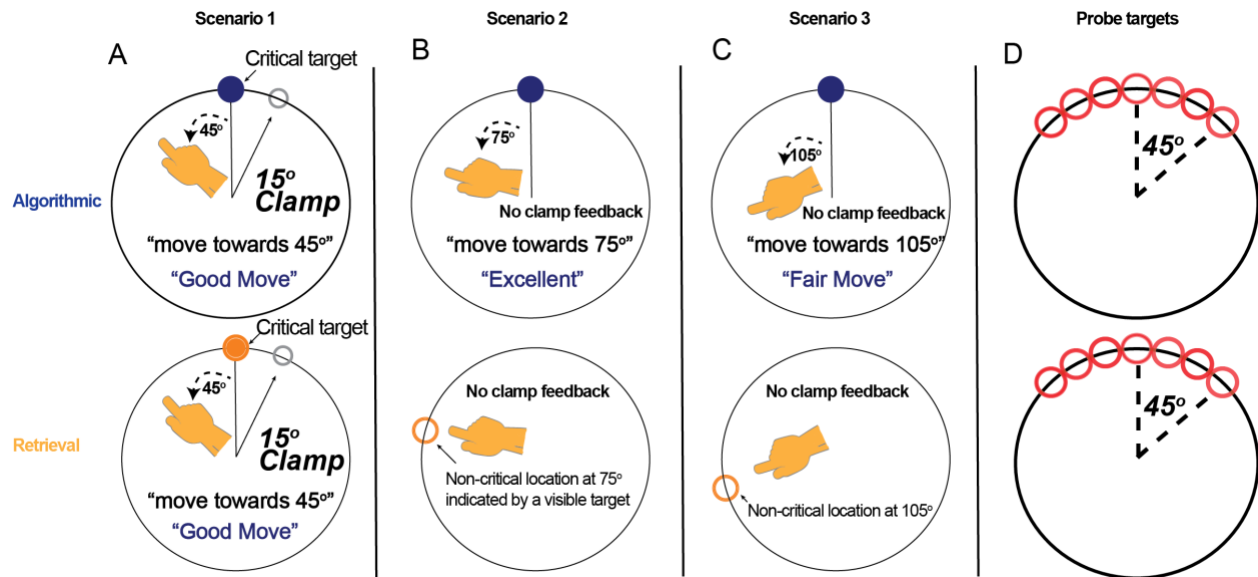 Scenario 1
Scenario 2
Scenario 3
Probe targets
A
Critical target
B
C
D
45°
75°
105°
45°
15°
Clamp
No clamp feedback
No clamp feedback
Algorithmic
“move towards 45°”
“move towards 75°”
“move towards 105°”
“Good Move”
“Excellent”
“Fair Move”
Critical target
45°
No clamp feedback
No clamp feedback
45°
15°
Clamp
Retrieval
Non-critical location at 75°
indicated by a visible target
Non-critical location at 105°
“move towards 45°”
“Good Move”